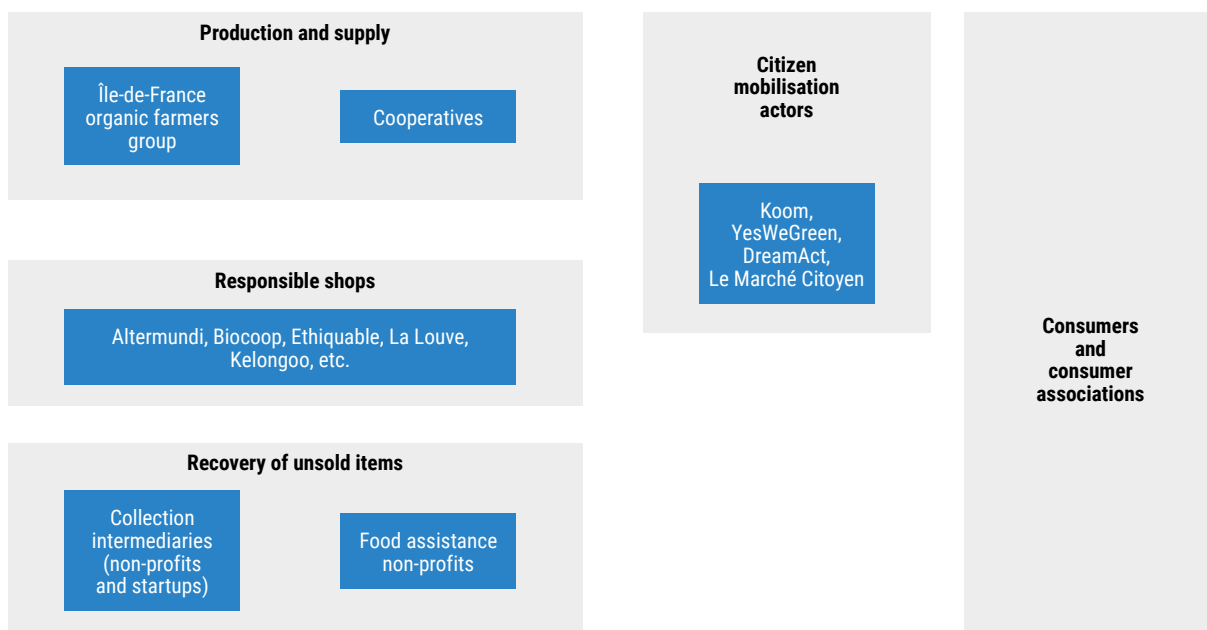 Production and supply
Île-de-France
organic farmers
group
Cooperatives
Responsible shops
Altermundi, Biocoop, Ethiquable, La Louve,
Kelongoo, etc.
Recovery of unsold items
Collection
intermediaries
(non-profits
and startups)
Food assistance
non-profits
Citizen
mobilisation
actors
Koom,
YesWeGreen,
DreamAct,
Le Marché Citoyen
Consumers
and
consumer
associations